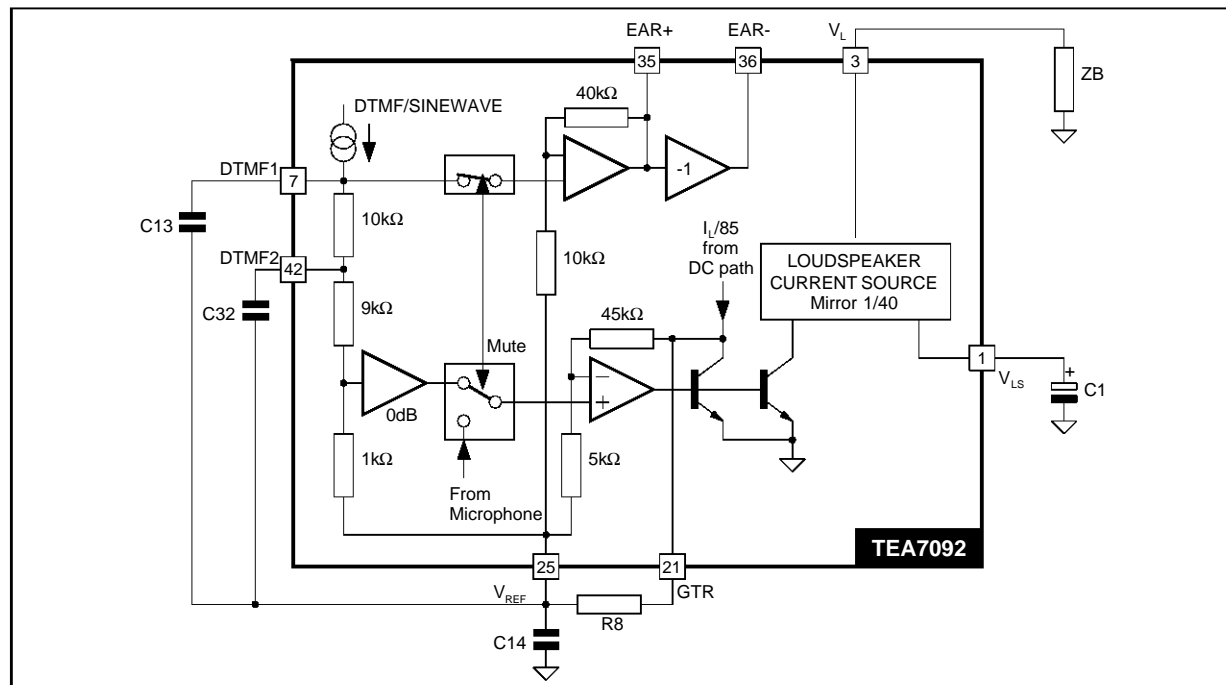 EAR+ EAR- V_L
35 36 3
ZB
40kΩ
DTMF/SINEWAVE
DTMF1
7
-1
C13
10kΩ
DTMF2
42
10kΩ
I_L/85
from
DC path
LOUDSPEAKER
CURRENT SOURCE
Mirror 1/40
C32
9kΩ
45kΩ
Mute
1
V_LS
+
C1
0dB
−
+
1kΩ
5kΩ
From
Microphone
TEA7092
25 21
V_REF GTR
R8
C14